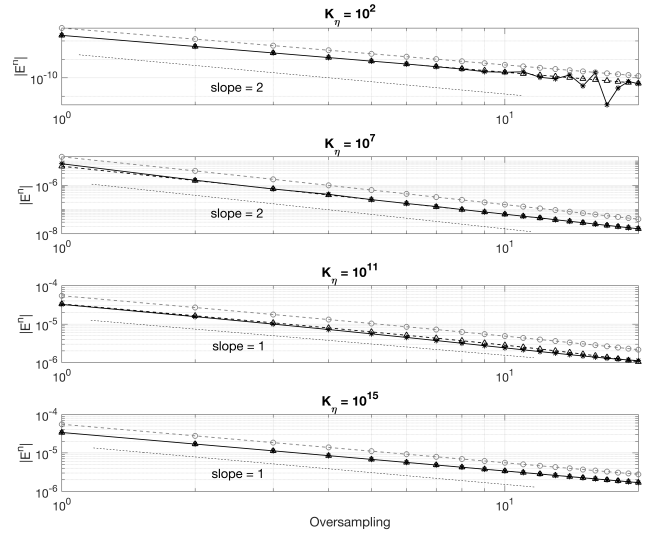 K_η = 10^2
|E^n|
10^-10
slope = 2
10^0
10^1
K_η = 10^7
|E^n|
10^-6
10^-8
slope = 2
10^0
10^1
K_η = 10^11
|E^n|
10^-4
10^-5
10^-6
slope = 1
10^0
10^1
K_η = 10^15
|E^n|
10^-4
10^-5
10^-6
slope = 1
10^0
10^1
Oversampling